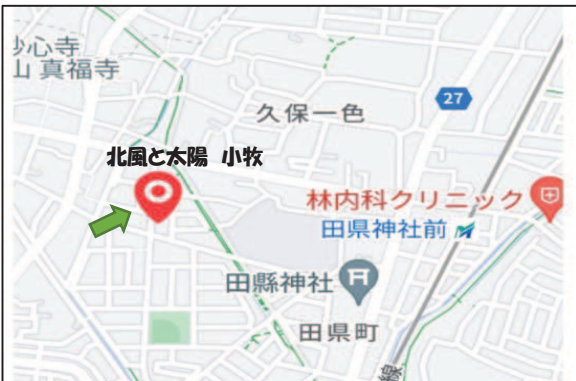 心寺
山 真福寺
久保一色
27
北風と太陽 小牧
林内科クリニック
田県神社前
田縣神社
田県町
線